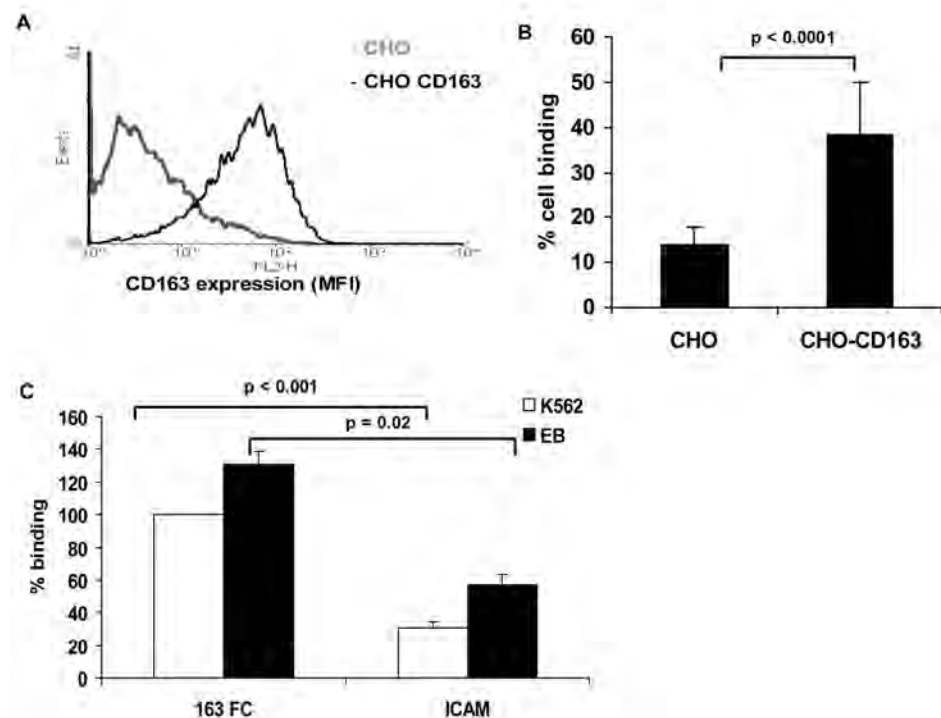 A
CHO
- CHO CD163
Events
CD163 expression (MFI)
B
p < 0.0001
60
50
40
30
20
10
0
% cell binding
CHO
CHO-CD163
C
p < 0.001
p = 0.02
K562
EB
160
140
120
100
80
60
40
20
0
% binding
163 FC
ICAM